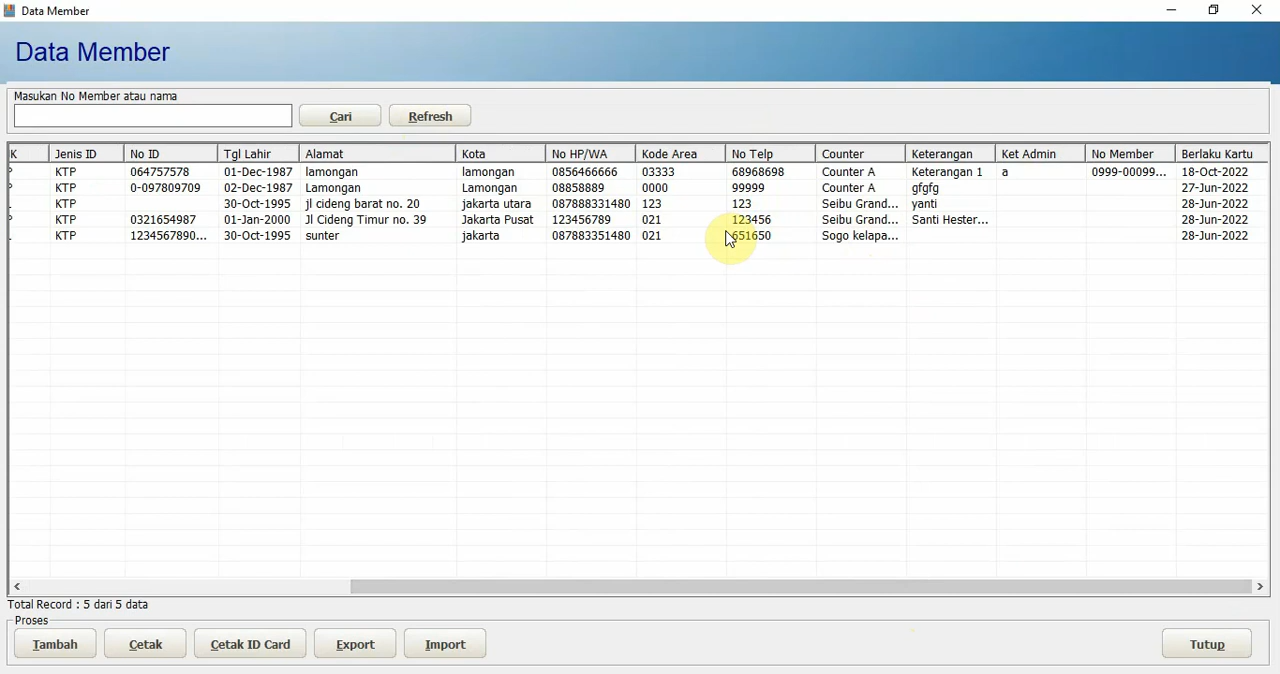 Data Member
Data Member
Masukan No Member atau nama
Cari Refresh
K Jenis ID No ID Tgl Lahir Alamat Kota No HP/WA Kode Area No Telp Counter Keterangan Ket Admin No Member Berlaku Kartu
KTP 064757578 01-Dec-1987 lamongan lamongan 0856466666 03333 68968698 Counter A Keterangan 1 a 0999-00099... 18-Oct-2022
KTP 0-097809709 02-Dec-1987 Lamongan Lamongan 08858889 0000 99999 Counter A gfgfg 27-Jun-2022
KTP 30-Oct-1995 jl cideng barat no. 20 jakarta utara 087888331480 123 123 Seibu Grand... yanti 28-Jun-2022
KTP 0321654987 01-Jan-2000 Jl Cideng Timur no. 39 Jakarta Pusat 123456789 021 123456 Seibu Grand... Santi Hester... 28-Jun-2022
KTP 1234567890... 30-Oct-1995 sunter jakarta 087883351480 021 651650 Sogo kelapa... 28-Jun-2022
Total Record : 5 dari 5 data
Proses
Tambah Cetak Cetak ID Card Export Import Tutup